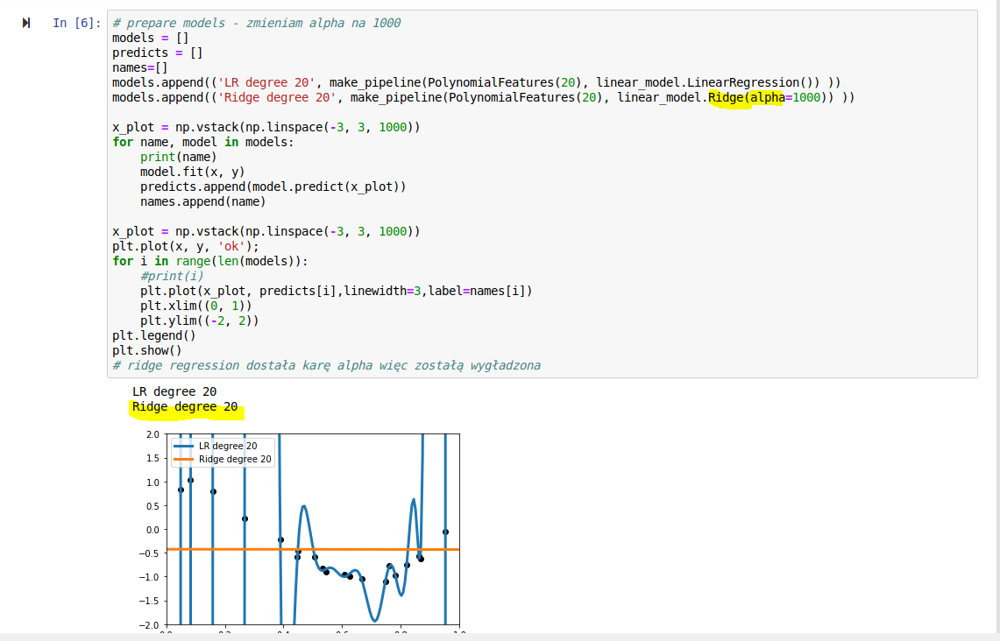 In [6]:
# prepare models - zmieniam alpha na 1000
models = []
predicts = []
names=[]
models.append(('LR degree 20', make_pipeline(PolynomialFeatures(20), linear_model.LinearRegression()) ))
models.append(('Ridge degree 20', make_pipeline(PolynomialFeatures(20), linear_model.Ridge(alpha=1000)) ))
x_plot = np.vstack(np.linspace(-3, 3, 1000))
for name, model in models:
    print(name)
    model.fit(x, y)
    predicts.append(model.predict(x_plot))
    names.append(name)
x_plot = np.vstack(np.linspace(-3, 3, 1000))
plt.plot(x, y, 'ok');
for i in range(len(models)):
    #print(i)
    plt.plot(x_plot, predicts[i],linewidth=3,label=names[i])
    plt.xlim((0, 1))
    plt.ylim((-2, 2))
plt.legend()
plt.show()
# ridge regression dostała karę alpha więc zostałą wygładzona
LR degree 20
Ridge degree 20
2.0
LR degree 20
1.5
Ridge degree 20
1.0
0.5
0.0
−0.5
−1.0
−1.5
−2.0